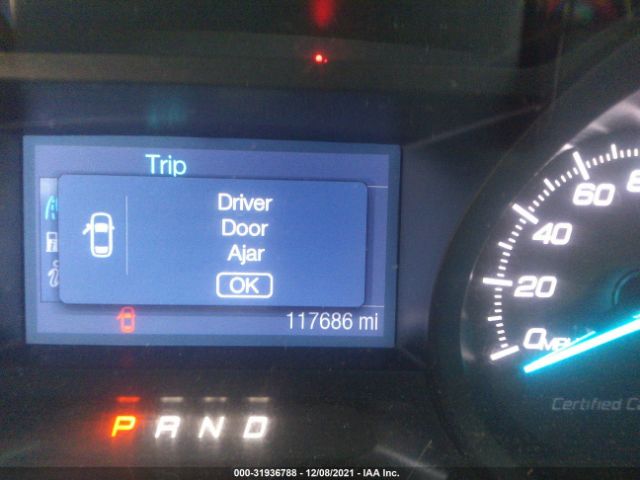 Trip
Driver
Door
Ajar
OK
117686 mi
P R N D
60
40
20
0
Certified
000-31936788 - 12/08/2021 - IAA Inc.